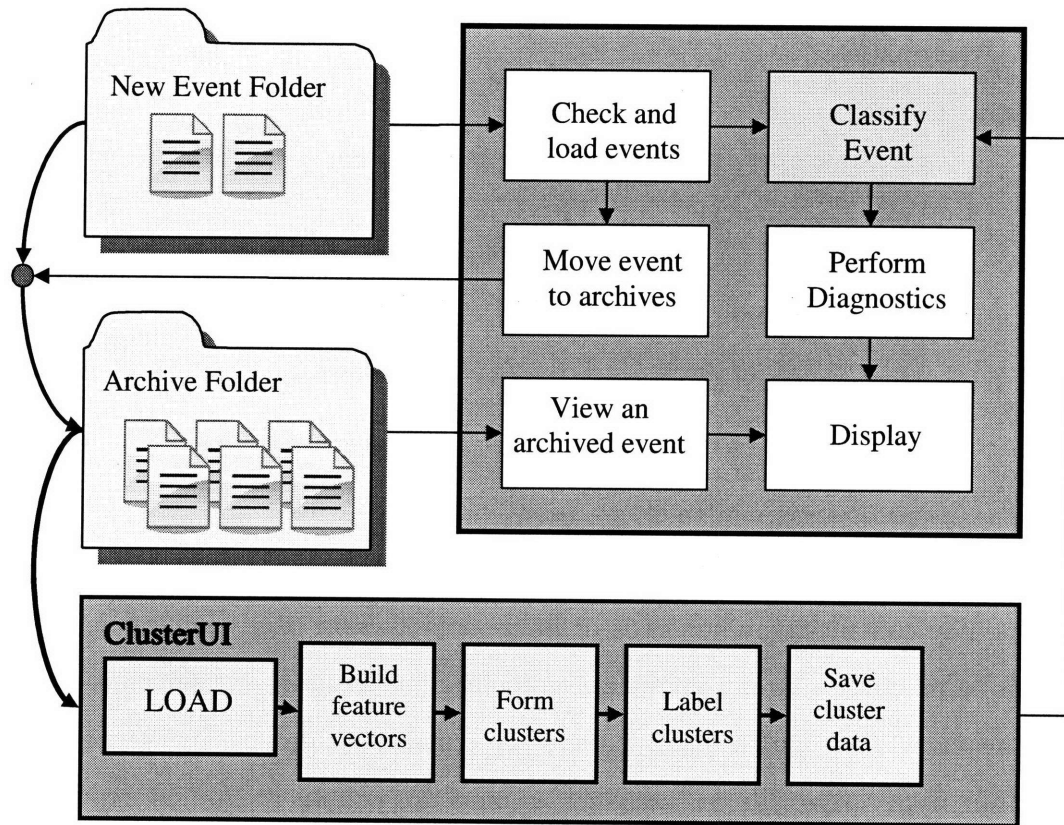 New Event Folder
Check and
load events
Classify
Event
Move event
to archives
Perform
Diagnostics
Archive Folder
View an
archived event
Display
ClusterUI
LOAD
Build
feature
vectors
Form
clusters
Label
clusters
Save
cluster
data